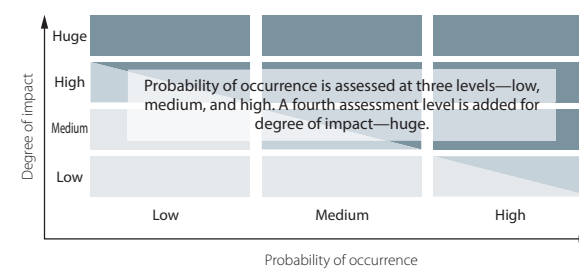 Huge
High
Medium
Low
Degree of impact
Probability of occurrence is assessed at three levels—low,
medium, and high. A fourth assessment level is added for
degree of impact—huge.
Low Medium High
Probability of occurrence